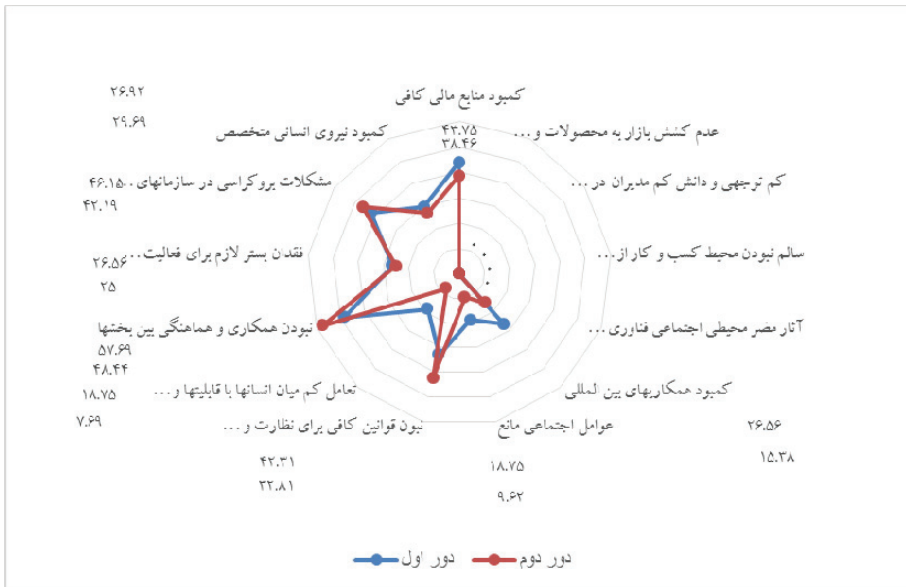 کمبود منابع مالی کافی
۴۳.۷۵
۳۸.۴۶
عدم کشش بازار به محصولات و...
کم توجهی و دانش کم مدیران در...
سالم نبودن محیط کسب و کار از...
آثار مضر محیطی اجتماعی فناوری ...
کمبود همکاریهای بین المللی
۲۶.۵۶
۱۵.۳۸
عوامل اجتماعی مانع
۱۸.۷۵
۹.۶۲
نبون قوانین کافی برای نظارت و...
۴۲.۳۱
۳۲.۸۱
تعامل کم میان انسانها با قابلیتها و...
۱۸.۷۵
۷.۶۹
نبودن همکاری و هماهنگی بین بخشها
۵۷.۶۹
۴۸.۴۴
فقدان بستر لازم برای فعالیت...
۲۶.۵۶
۲۵
مشکلات بروکراسی در سازمانهای...
۴۶.۱۵
۴۲.۱۹
کمبود نیروی انسانی متخصص
۲۶.۹۲
۲۹.۶۹
دور اول
دور دوم